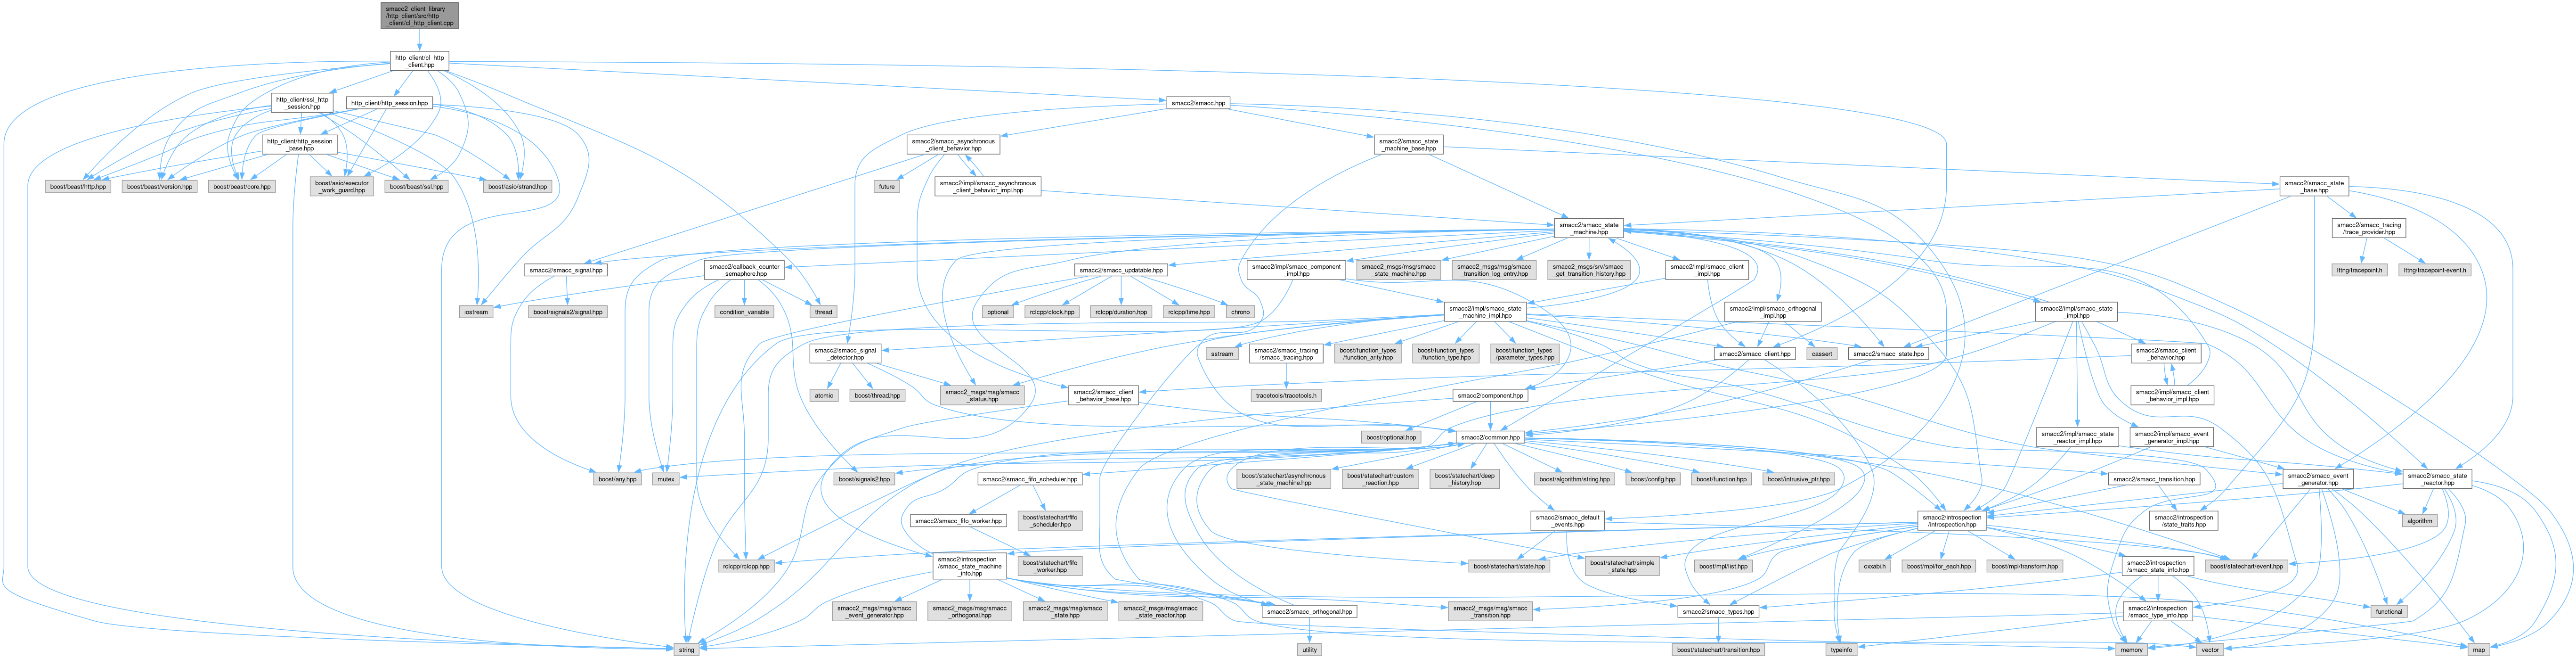 smacc2_client_library
/http_client/src/http
_client/cl_http_client.cpp
http_client/cl_http
_client.hpp
http_client/ssl_http
_session.hpp
http_client/http_session.hpp
smacc2/smacc.hpp
http_client/http_session
_base.hpp
smacc2/smacc_asynchronous
_client_behavior.hpp
smacc2/smacc_state
_machine_base.hpp
boost/beast/http.hpp
boost/beast/version.hpp
boost/beast/core.hpp
boost/asio/executor
_work_guard.hpp
boost/beast/ssl.hpp
boost/asio/strand.hpp
future
smacc2/impl/smacc_asynchronous
_client_behavior_impl.hpp
smacc2/smacc_state
_base.hpp
smacc2/smacc_state
_machine.hpp
smacc2/smacc_tracing
/trace_provider.hpp
smacc2/smacc_signal.hpp
smacc2/callback_counter
_semaphore.hpp
smacc2/smacc_updatable.hpp
smacc2/impl/smacc_component
_impl.hpp
smacc2_msgs/msg/smacc
_state_machine.hpp
smacc2_msgs/msg/smacc
_transition_log_entry.hpp
smacc2_msgs/srv/smacc
_get_transition_history.hpp
smacc2/impl/smacc_client
_impl.hpp
lttng/tracepoint.h
lttng/tracepoint-event.h
iostream
boost/signals2/signal.hpp
condition_variable
thread
optional
rclcpp/clock.hpp
rclcpp/duration.hpp
rclcpp/time.hpp
chrono
smacc2/impl/smacc_state
_machine_impl.hpp
smacc2/impl/smacc_orthogonal
_impl.hpp
smacc2/impl/smacc_state
_impl.hpp
smacc2/smacc_signal
_detector.hpp
sstream
smacc2/smacc_tracing
/smacc_tracing.hpp
boost/function_types
/function_arity.hpp
boost/function_types
/function_type.hpp
boost/function_types
/parameter_types.hpp
smacc2/smacc_client.hpp
cassert
smacc2/smacc_state.hpp
smacc2/smacc_client
_behavior.hpp
atomic
boost/thread.hpp
smacc2_msgs/msg/smacc
_status.hpp
smacc2/smacc_client
_behavior_base.hpp
tracetools/tracetools.h
smacc2/component.hpp
smacc2/impl/smacc_client
_behavior_impl.hpp
boost/optional.hpp
smacc2/common.hpp
smacc2/impl/smacc_state
_reactor_impl.hpp
smacc2/impl/smacc_event
_generator_impl.hpp
boost/any.hpp
mutex
boost/signals2.hpp
smacc2/smacc_fifo_scheduler.hpp
boost/statechart/asynchronous
_state_machine.hpp
boost/statechart/custom
_reaction.hpp
boost/statechart/deep
_history.hpp
boost/algorithm/string.hpp
boost/config.hpp
boost/function.hpp
boost/intrusive_ptr.hpp
smacc2/smacc_transition.hpp
smacc2/smacc_event
_generator.hpp
smacc2/smacc_state
_reactor.hpp
smacc2/smacc_fifo_worker.hpp
boost/statechart/fifo
_scheduler.hpp
smacc2/smacc_default
_events.hpp
smacc2/introspection
/introspection.hpp
smacc2/introspection
/state_traits.hpp
algorithm
rclcpp/rclcpp.hpp
smacc2/introspection
/smacc_state_machine
_info.hpp
boost/statechart/fifo
_worker.hpp
boost/statechart/state.hpp
boost/statechart/simple
_state.hpp
boost/mpl/list.hpp
cxxabi.h
boost/mpl/for_each.hpp
boost/mpl/transform.hpp
smacc2/introspection
/smacc_state_info.hpp
boost/statechart/event.hpp
smacc2_msgs/msg/smacc
_event_generator.hpp
smacc2_msgs/msg/smacc
_orthogonal.hpp
smacc2_msgs/msg/smacc
_state.hpp
smacc2_msgs/msg/smacc
_state_reactor.hpp
smacc2/smacc_orthogonal.hpp
smacc2_msgs/msg/smacc
_transition.hpp
smacc2/smacc_types.hpp
smacc2/introspection
/smacc_type_info.hpp
functional
string
utility
boost/statechart/transition.hpp
typeinfo
memory
vector
map